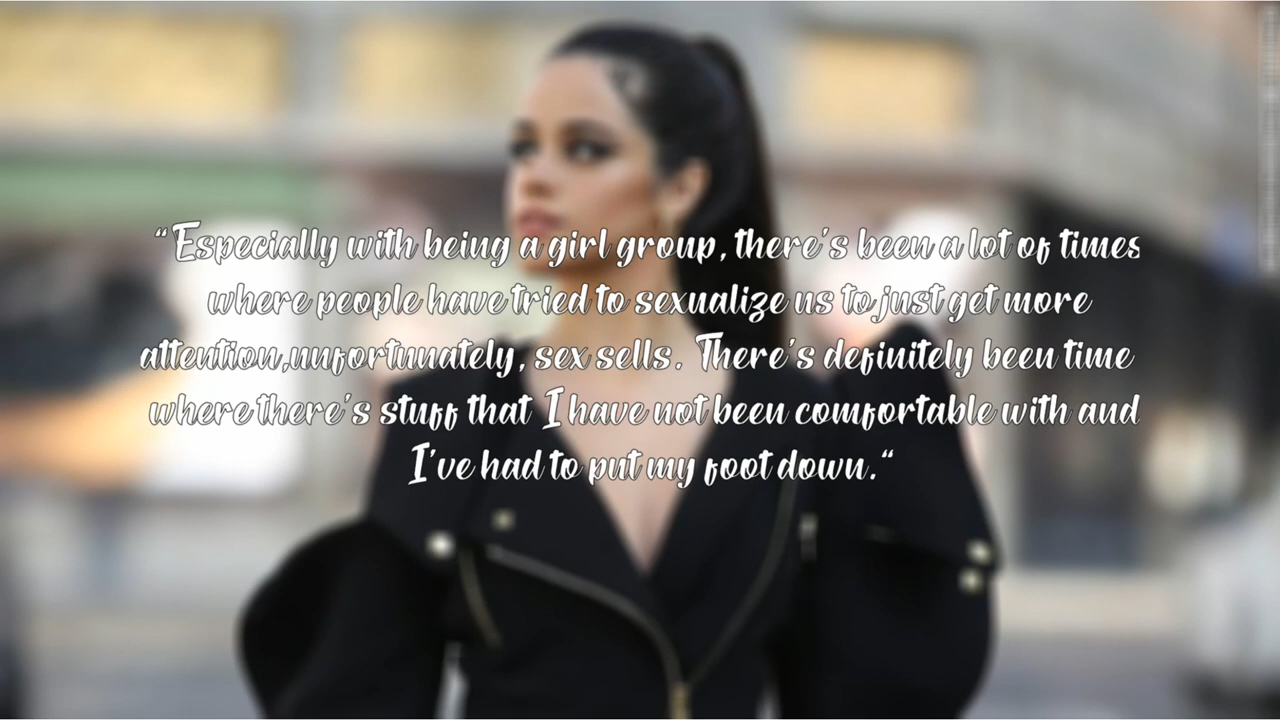 “Especially with being a girl group, there's been a lot of times
where people have tried to sexualize us to just get more
attention,unfortunately, sex sells. There's definitely been time
where there's stuff that I have not been comfortable with and
I've had to put my foot down.“